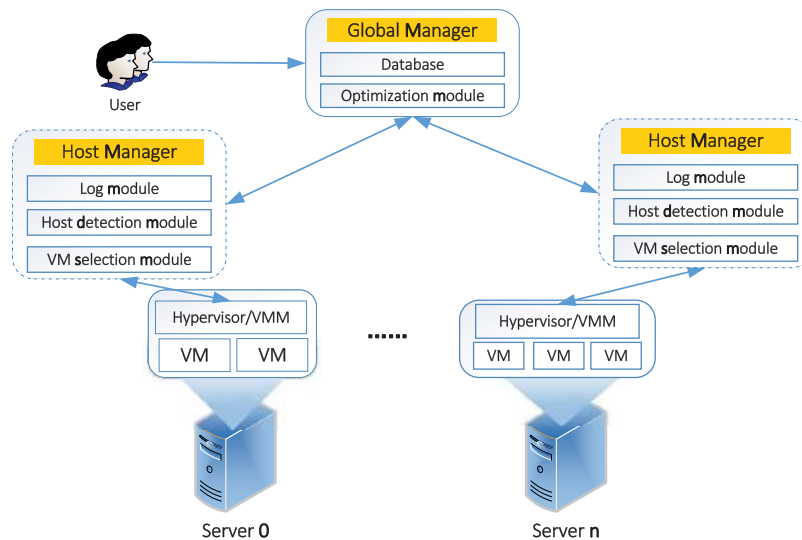 Global Manager
Database
Optimization module
User
Host Manager
Log module
Host detection module
VM selection module
Host Manager
Log module
Host detection module
VM selection module
Hypervisor/VMM
VM VM
......
Hypervisor/VMM
VM VM VM
Server 0
Server n